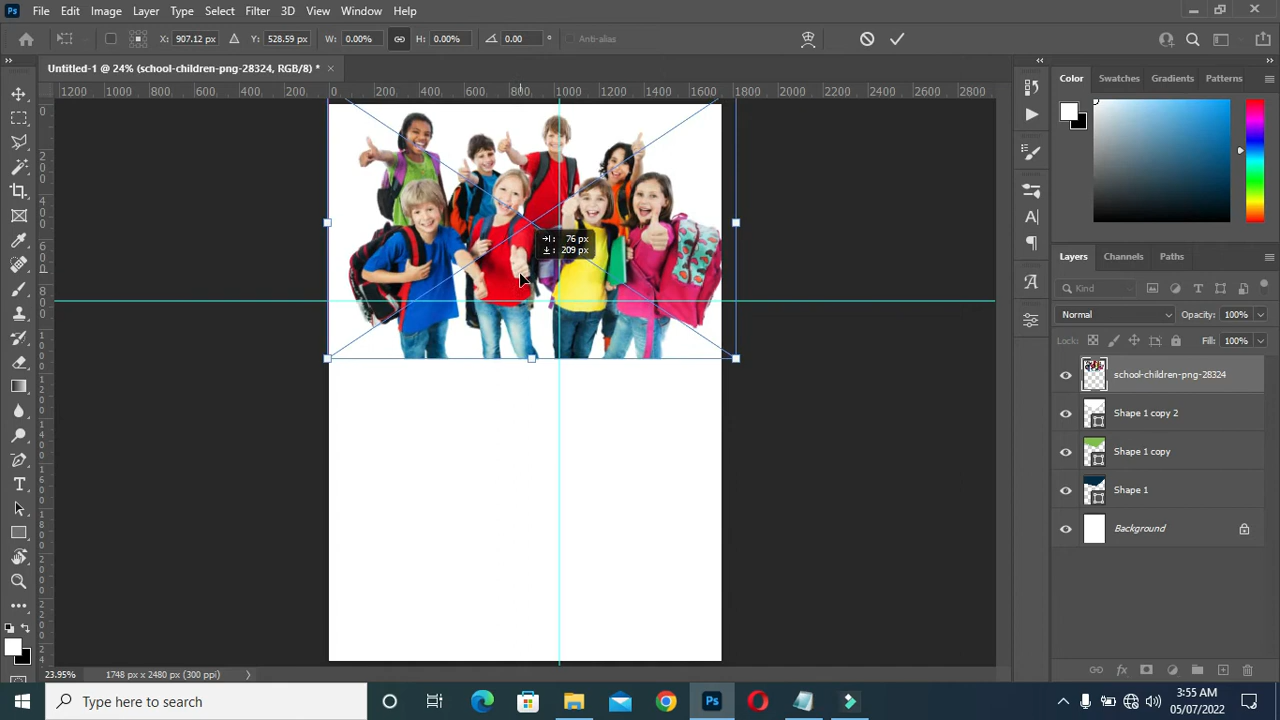 Ps File Edit Image Layer Type Select Filter 3D View Window Help
X: 907.12 px Y: 528.59 px W: 0.00% H: 0.00% 0.00 ° Anti-alias
Untitled-1 @ 24% (school-children-png-28324, RGB/8) * ×
1200 1000 800 600 400 200 0 200 400 600 800 1000 1200 1400 1600 1800 2000 2200 2400 2600 2800
Color Swatches Gradients Patterns
: 76 px
: 209 px
Layers Channels Paths
Kind
Normal Opacity: 100%
Lock: Fill: 100%
school-children-png-28324
Shape 1 copy 2
Shape 1 copy
Shape 1
Background
23.95% 1748 px x 2480 px (300 ppi)
Type here to search
Ps
3:55 AM
05/07/2022